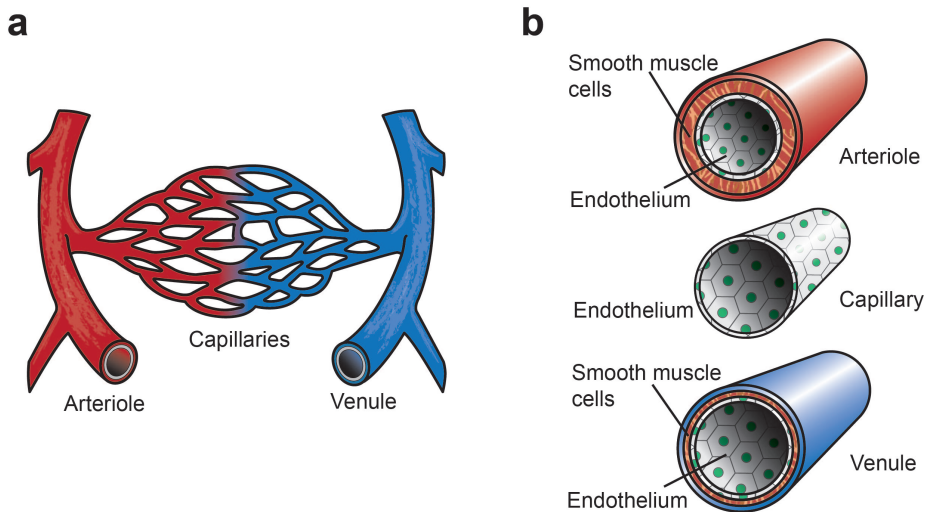 a
Capillaries
Arteriole
Venule
b
Smooth muscle
cells
Arteriole
Endothelium
Endothelium
Capillary
Smooth muscle
cells
Venule
Endothelium